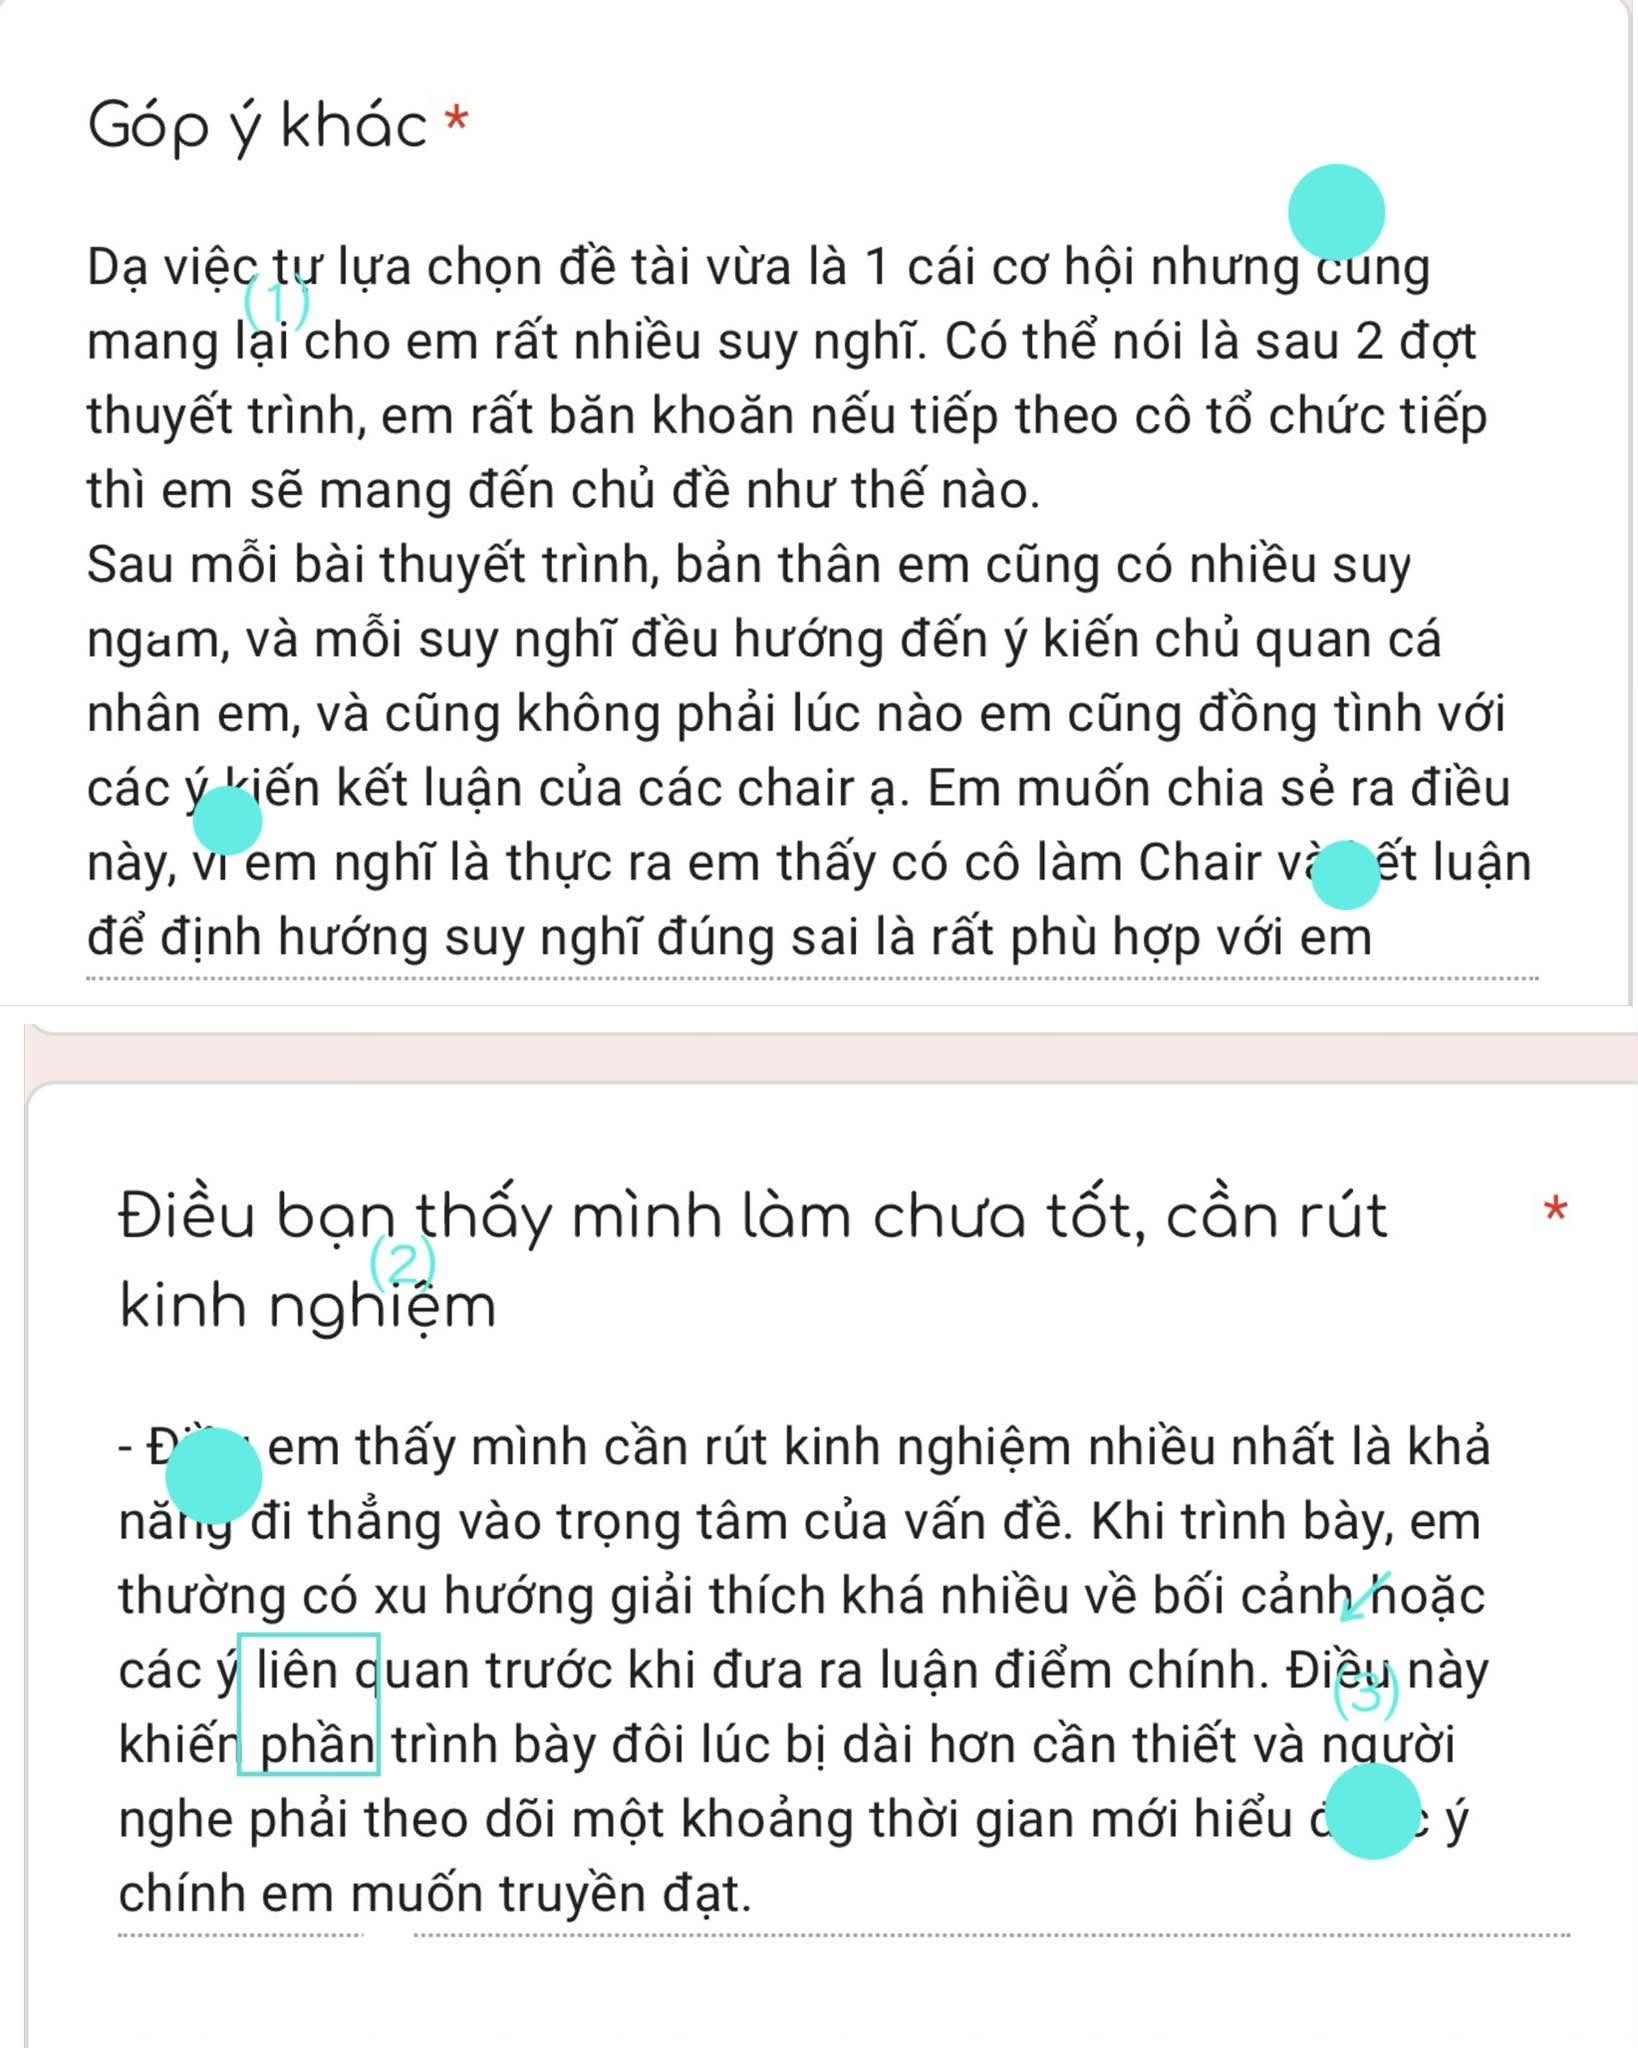 Góp ý khác *
Dạ việc tự lựa chọn đề tài vừa là 1 cái cơ hội nhưng cũng
(1)
mang lại cho em rất nhiều suy nghĩ. Có thể nói là sau 2 đợt
thuyết trình, em rất băn khoăn nếu tiếp theo cô tổ chức tiếp
thì em sẽ mang đến chủ đề như thế nào.
Sau mỗi bài thuyết trình, bản thân em cũng có nhiều suy
ngẫm, và mỗi suy nghĩ đều hướng đến ý kiến chủ quan cá
nhân em, và cũng không phải lúc nào em cũng đồng tình với
các ý kiến kết luận của các chair ạ. Em muốn chia sẻ ra điều
này, vì em nghĩ là thực ra em thấy có cô làm Chair và kết luận
để định hướng suy nghĩ đúng sai là rất phù hợp với em
Điều bạn thấy mình làm chưa tốt, cần rút *
(2)
kinh nghiệm
- Điều em thấy mình cần rút kinh nghiệm nhiều nhất là khả
năng đi thẳng vào trọng tâm của vấn đề. Khi trình bày, em
thường có xu hướng giải thích khá nhiều về bối cảnh hoặc
các ý liên quan trước khi đưa ra luận điểm chính. Điều này
(3)
khiến phần trình bày đôi lúc bị dài hơn cần thiết và người
nghe phải theo dõi một khoảng thời gian mới hiểu được ý
chính em muốn truyền đạt.